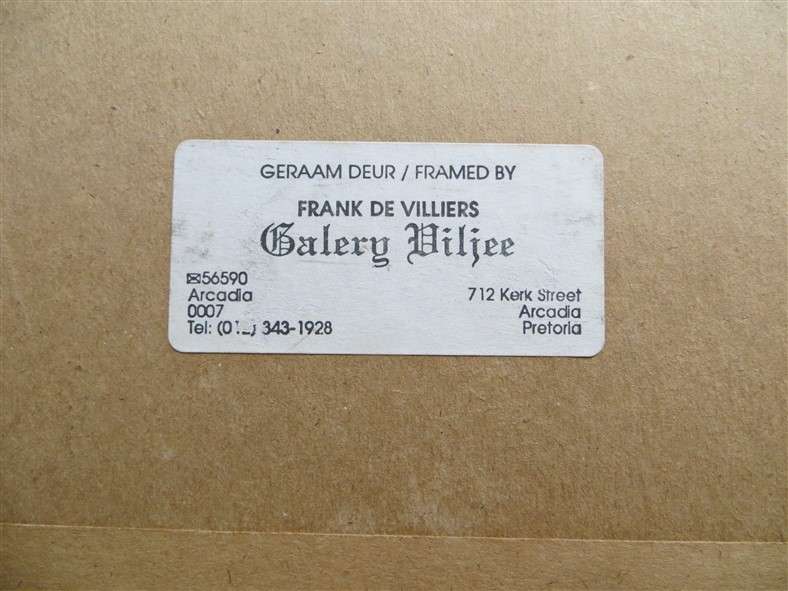 GERAAM DEUR / FRAMED BY
FRANK DE VILLIERS
Galery Viljee
✉56590
Arcadia
0007
Tel: (012) 343-1928
712 Kerk Street
Arcadia
Pretoria